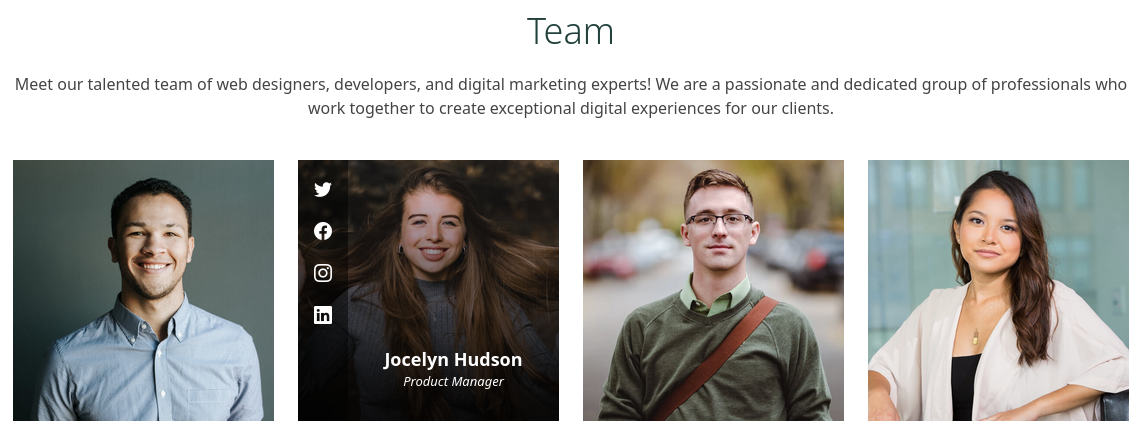 Team
Meet our talented team of web designers, developers, and digital marketing experts! We are a passionate and dedicated group of professionals who
work together to create exceptional digital experiences for our clients.
Jocelyn Hudson
Product Manager